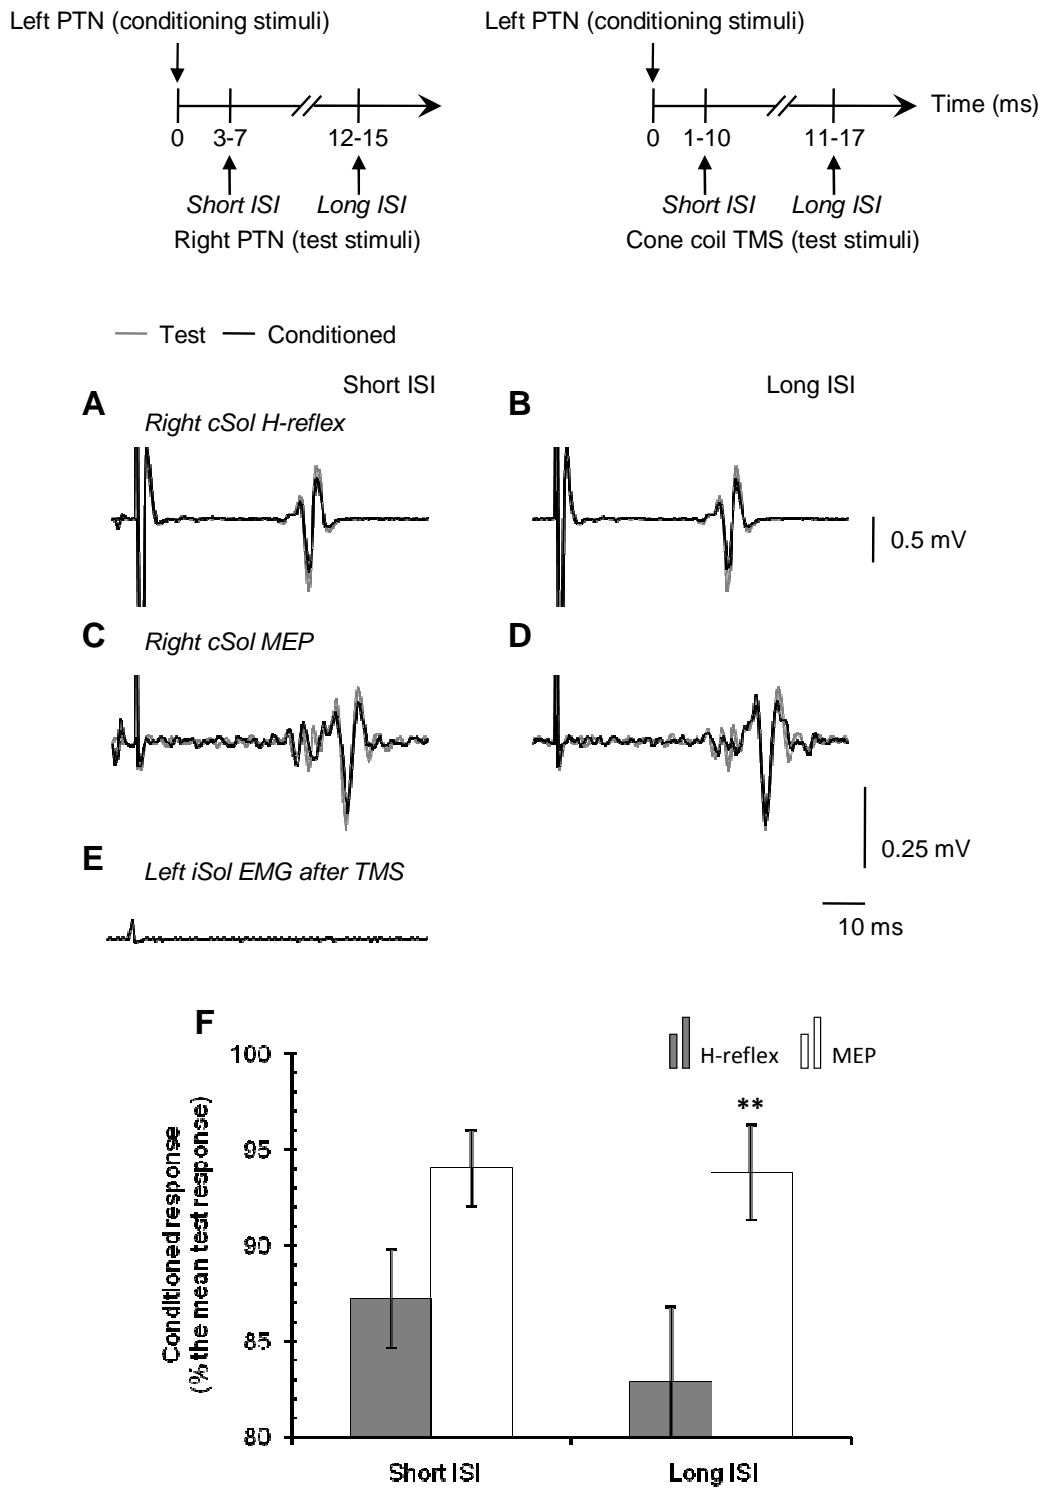 Left PTN (conditioning stimuli)
0 3-7 12-15
Short ISI Long ISI
Right PTN (test stimuli)
Left PTN (conditioning stimuli)
Time (ms)
0 1-10 11-17
Short ISI Long ISI
Cone coil TMS (test stimuli)
Test Conditioned
Short ISI
Long ISI
A
Right cSol H-reflex
B
0.5 mV
C
Right cSol MEP
D
0.25 mV
E
Left iSol EMG after TMS
10 ms
F
H-reflex MEP
**
100
95
90
85
80
Conditioned response
(% the mean test response)
Short ISI Long ISI